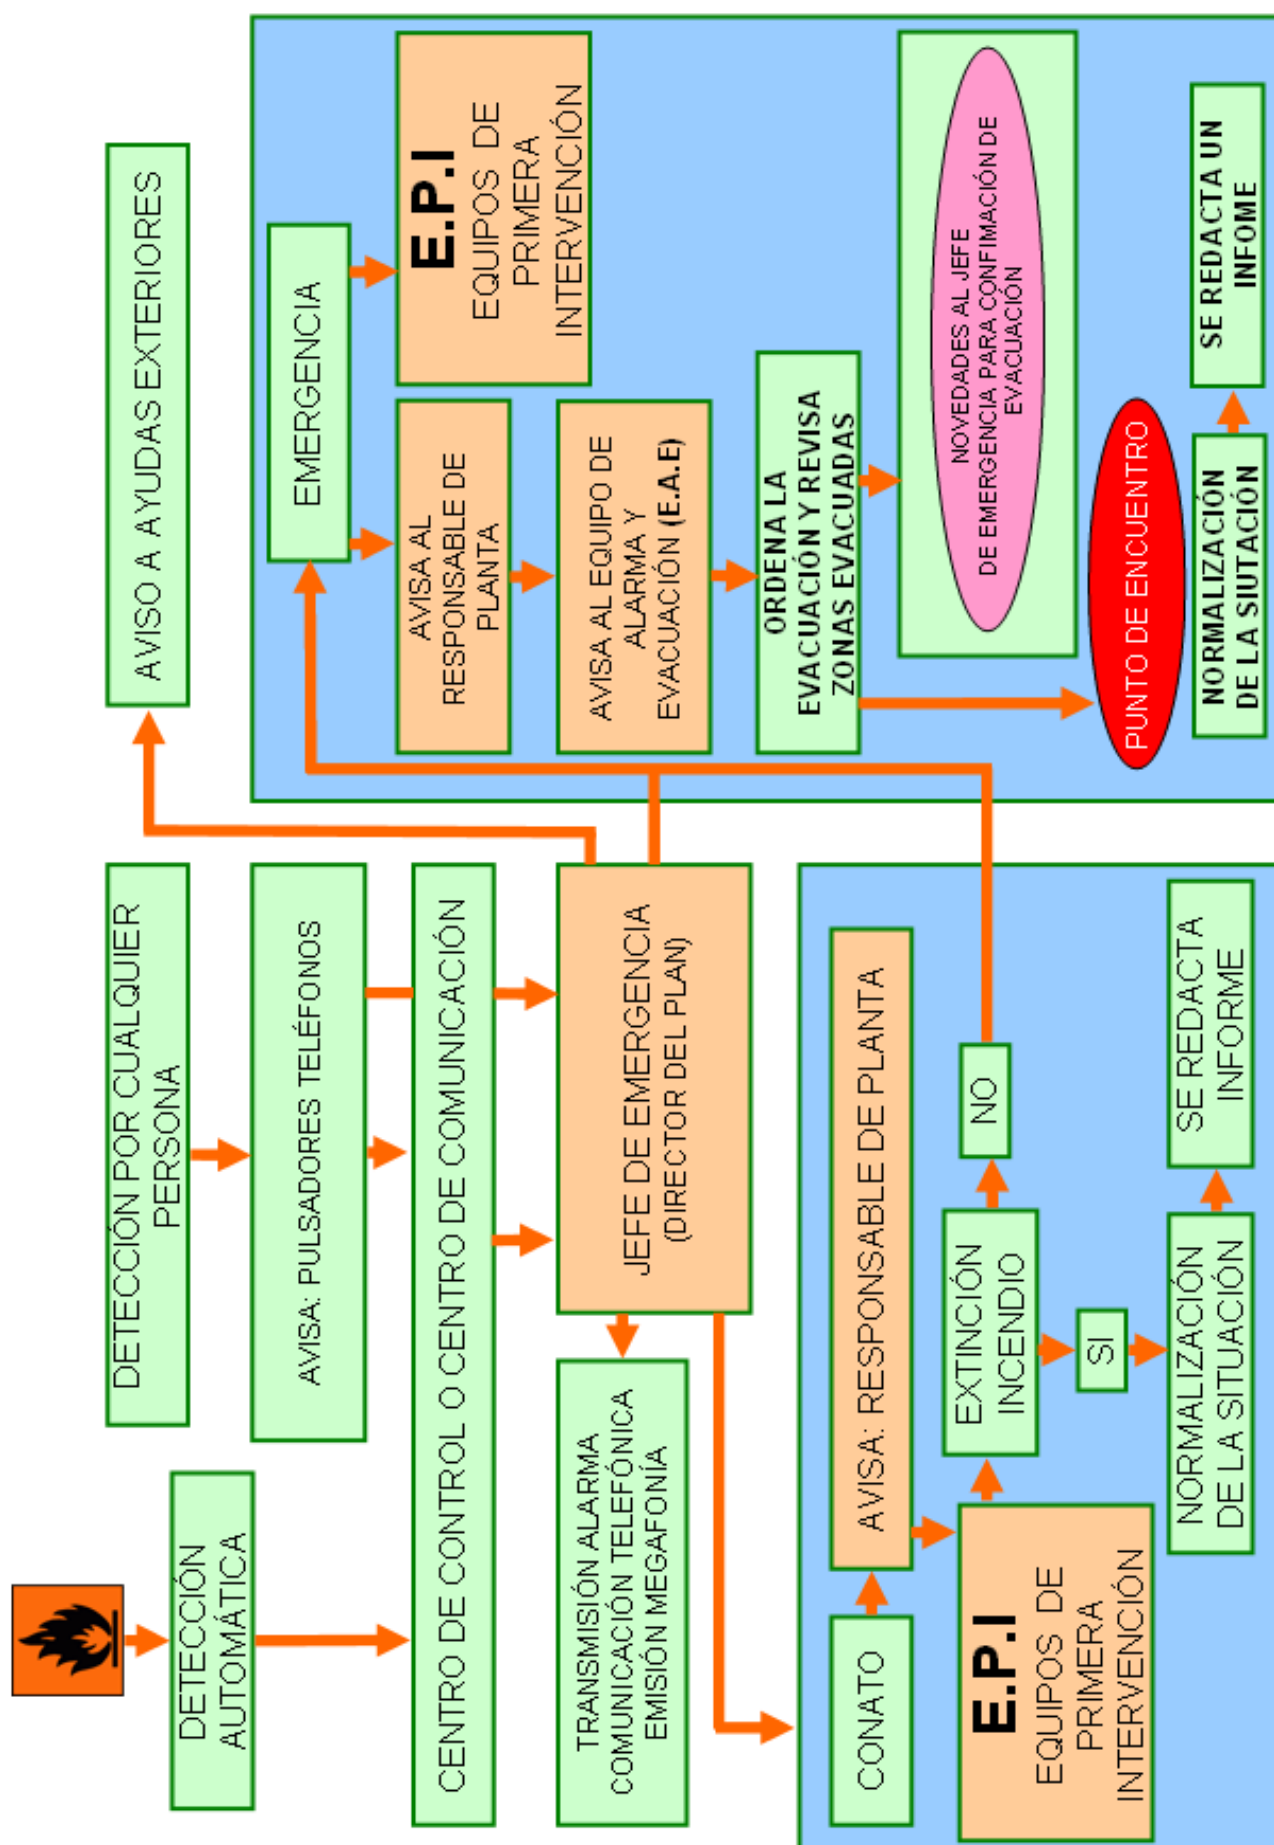 DETECCIÓN
AUTOMÁTICA
DETECCIÓN POR CUALQUIER
PERSONA
AVISO A AYUDAS EXTERIORES
AVISA: PULSADORES TELÉFONOS
CENTRO DE CONTROL O CENTRO DE COMUNICACIÓN
TRANSMISIÓN ALARMA
COMUNICACIÓN TELEFÓNICA
EMISIÓN MEGAFONÍA
JEFE DE EMERGENCIA
(DIRECTOR DEL PLAN)
CONATO
AVISA: RESPONSABLE DE PLANTA
E.P.I
EQUIPOS DE
PRIMERA
INTERVENCIÓN
EXTINCIÓN
INCENDIO
NO
SI
NORMALIZACIÓN
DE LA SITUACIÓN
SE REDACTA
INFORME
EMERGENCIA
AVISA AL
RESPONSABLE DE
PLANTA
E.P.I
EQUIPOS DE
PRIMERA
INTERVENCIÓN
AVISA AL EQUIPO DE
ALARMA Y
EVACUACIÓN (E.A.E)
ORDENA LA
EVACUACIÓN Y REVISA
ZONAS EVACUADAS
NOVEDADES AL JEFE
DE EMERGENCIA PARA CONFIMACIÓN DE
EVACUACIÓN
PUNTO DE ENCUENTRO
NORMALIZACIÓN
DE LA SIUTACIÓN
SE REDACTA UN
INFOME